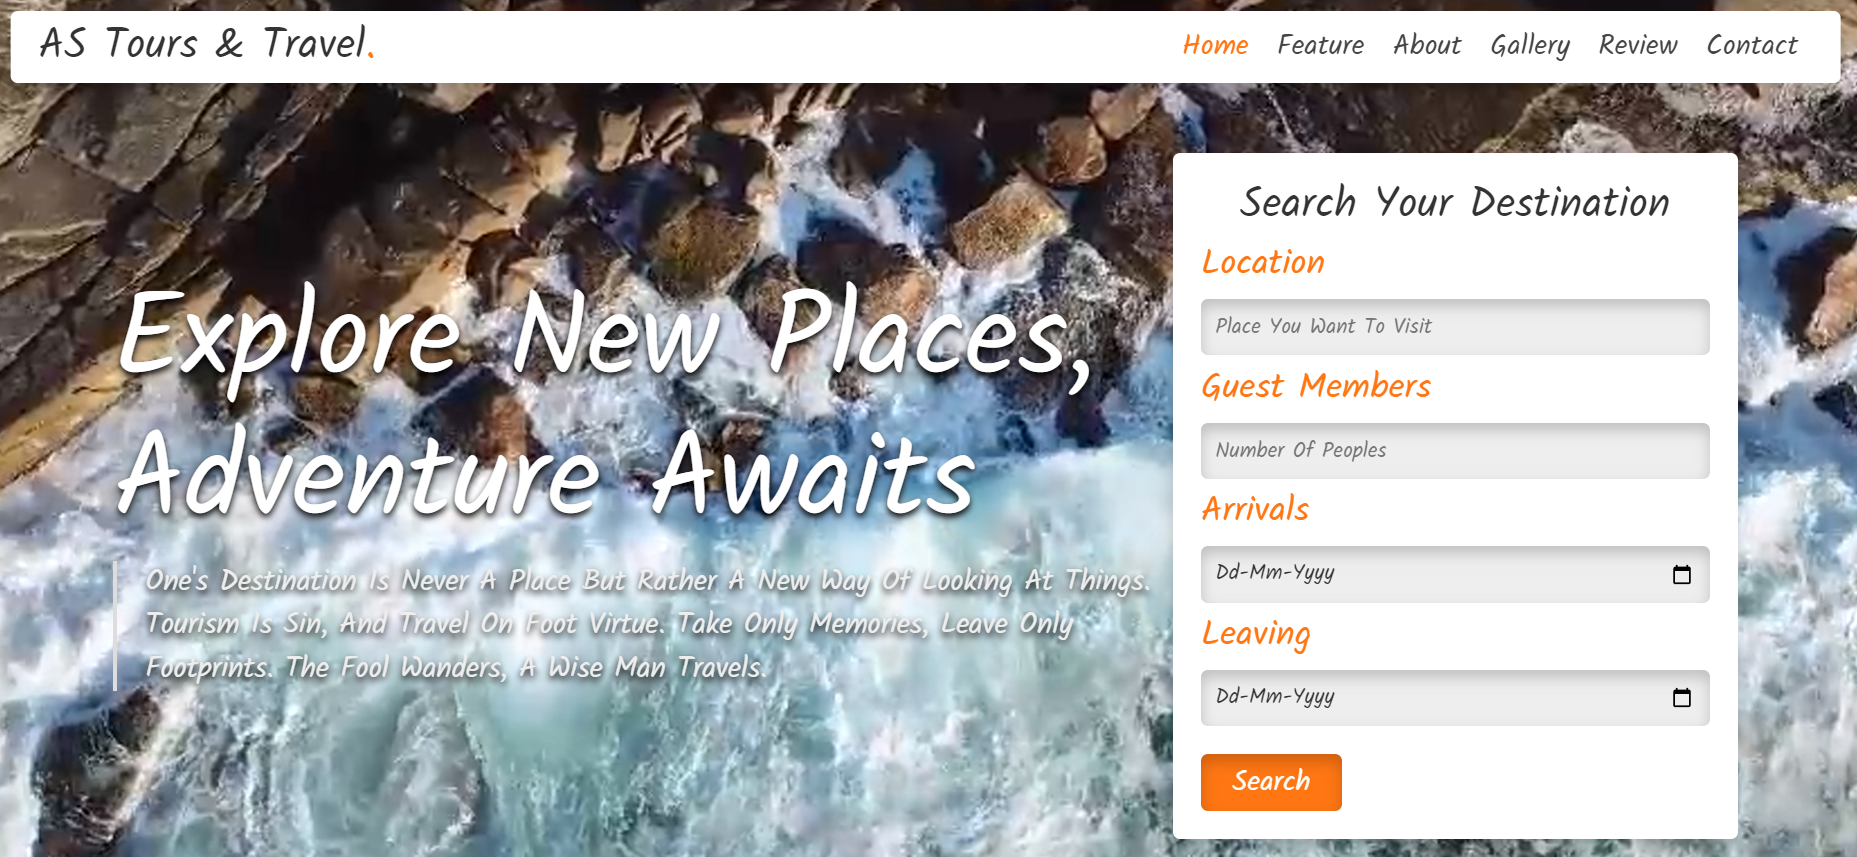 AS Tours & Travel.
Home Feature About Gallery Review Contact
Explore New Places,
Adventure Awaits
One's Destination Is Never A Place But Rather A New Way Of Looking At Things.
Tourism Is Sin, And Travel On Foot Virtue. Take Only Memories, Leave Only
Footprints. The Fool Wanders, A Wise Man Travels.
Search Your Destination
Location
Place You Want To Visit
Guest Members
Number Of Peoples
Arrivals
Dd-Mm-Yyyy
Leaving
Dd-Mm-Yyyy
Search